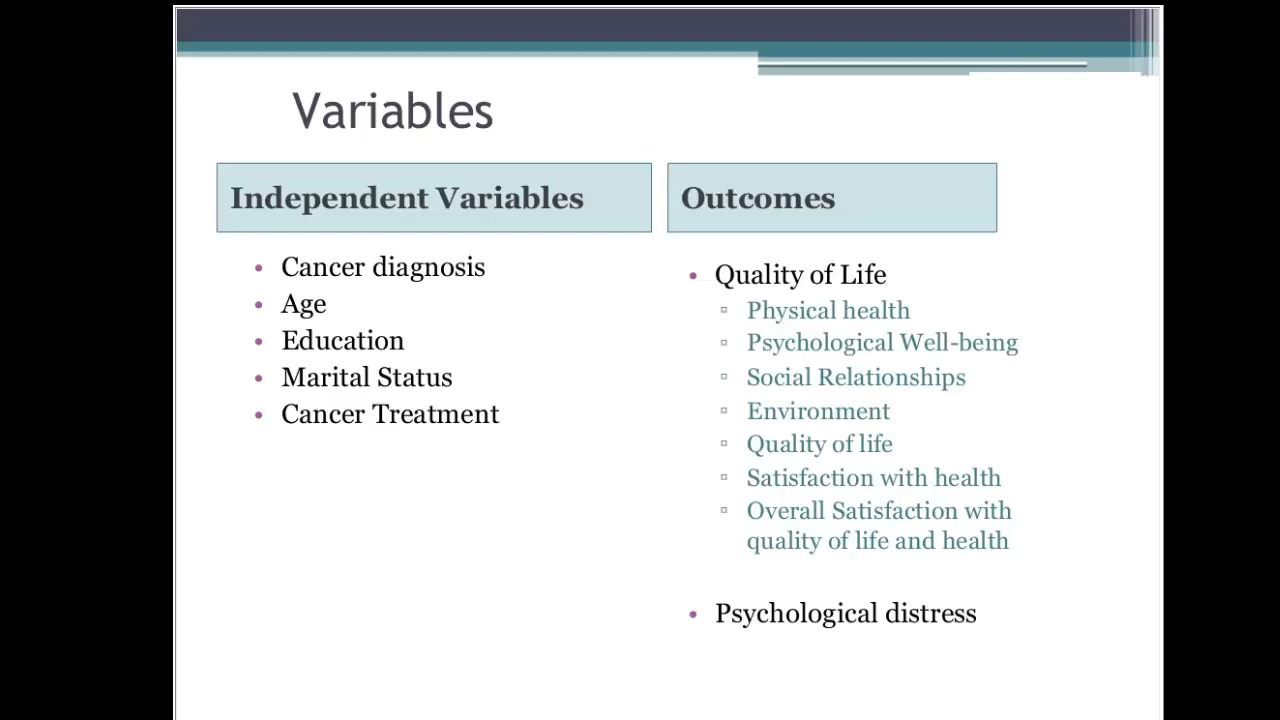 Variables
Independent Variables
Cancer diagnosis
Age
Education
Marital Status
Cancer Treatment
Outcomes
Quality of Life
Physical health
Psychological Well-being
Social Relationships
Environment
Quality of life
Satisfaction with health
Overall Satisfaction with
quality of life and health
Psychological distress